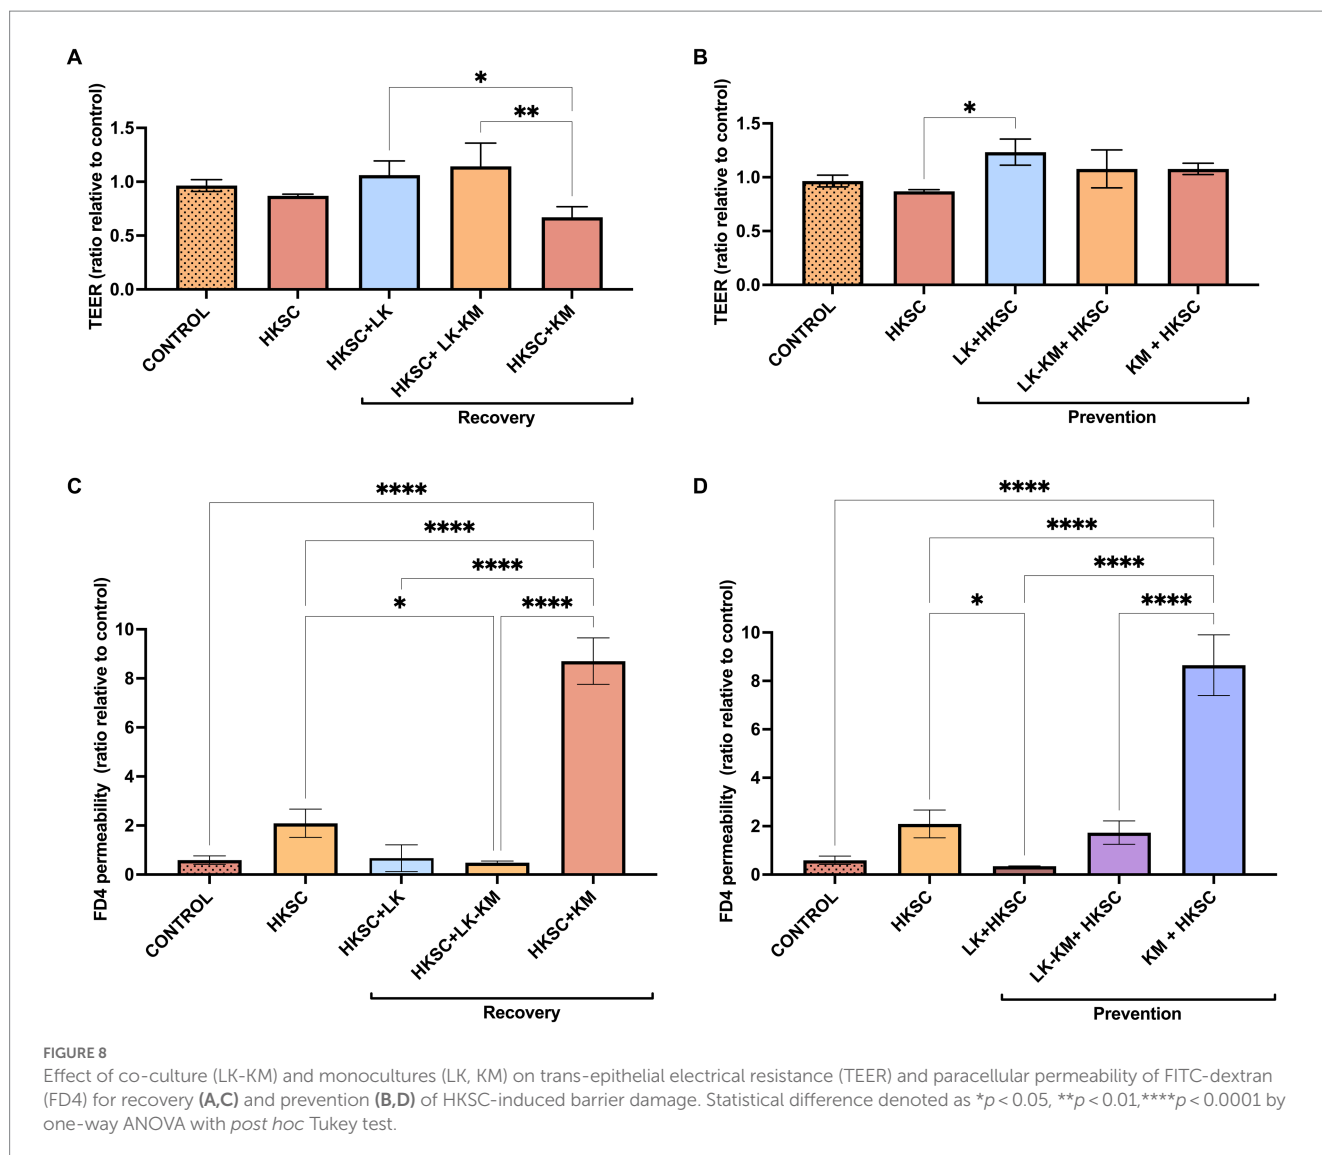 A
TEER (ratio relative to control)
1.5
1.0
0.5
0.0
*
**
CONTROL
HKSC
HKSC+LK
HKSC+ LK-KM
HKSC+KM
Recovery
B
TEER (ratio relative to control)
1.5
1.0
0.5
0.0
*
CONTROL
HKSC
LK+HKSC
LK-KM+ HKSC
KM + HKSC
Prevention
C
FD4 permeability (ratio relative to control)
10
8
6
4
2
0
****
****
****
*
****
CONTROL
HKSC
HKSC+LK
HKSC+LK-KM
HKSC+KM
Recovery
D
FD4 permeability (ratio relative to control)
10
8
6
4
2
0
****
****
****
*
****
CONTROL
HKSC
LK+HKSC
LK-KM+ HKSC
KM + HKSC
Prevention
FIGURE 8
Effect of co-culture (LK-KM) and monocultures (LK, KM) on trans-epithelial electrical resistance (TEER) and paracellular permeability of FITC-dextran
(FD4) for recovery (A,C) and prevention (B,D) of HKSC-induced barrier damage. Statistical difference denoted as *p < 0.05, **p < 0.01,****p < 0.0001 by
one-way ANOVA with post hoc Tukey test.